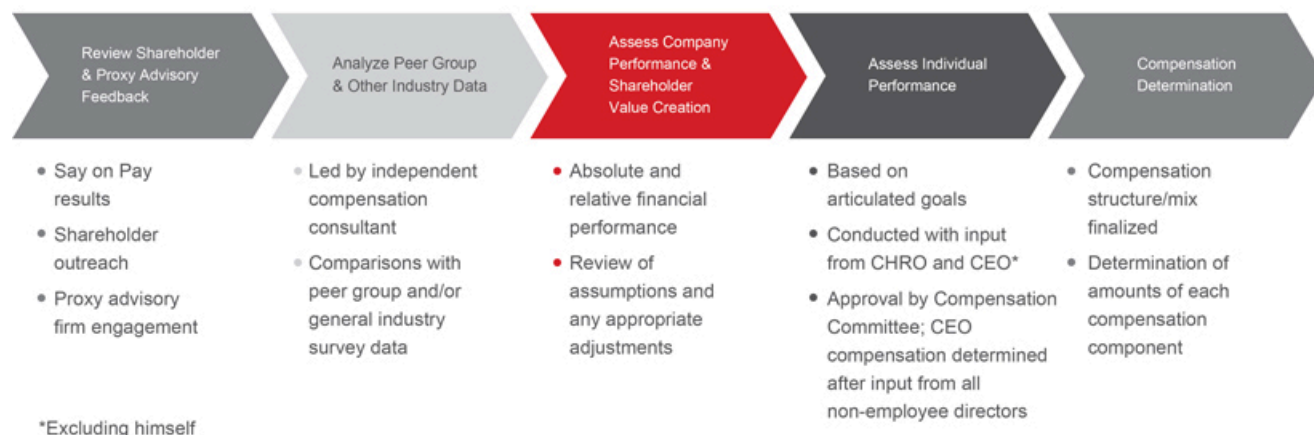 Review Shareholder
& Proxy Advisory
Feedback
Analyze Peer Group
& Other Industry Data
Assess Company
Performance &
Shareholder
Value Creation
Assess Individual
Performance
Compensation
Determination
• Say on Pay
results
• Shareholder
outreach
• Proxy advisory
firm engagement
• Led by independent
compensation
consultant
• Comparisons with
peer group and/or
general industry
survey data
• Absolute and
relative financial
performance
• Review of
assumptions and
any appropriate
adjustments
• Based on
articulated goals
• Conducted with input
from CHRO and CEO*
• Approval by Compensation
Committee; CEO
compensation determined
after input from all
non-employee directors
• Compensation
structure/mix
finalized
• Determination of
amounts of each
compensation
component
*Excluding himself